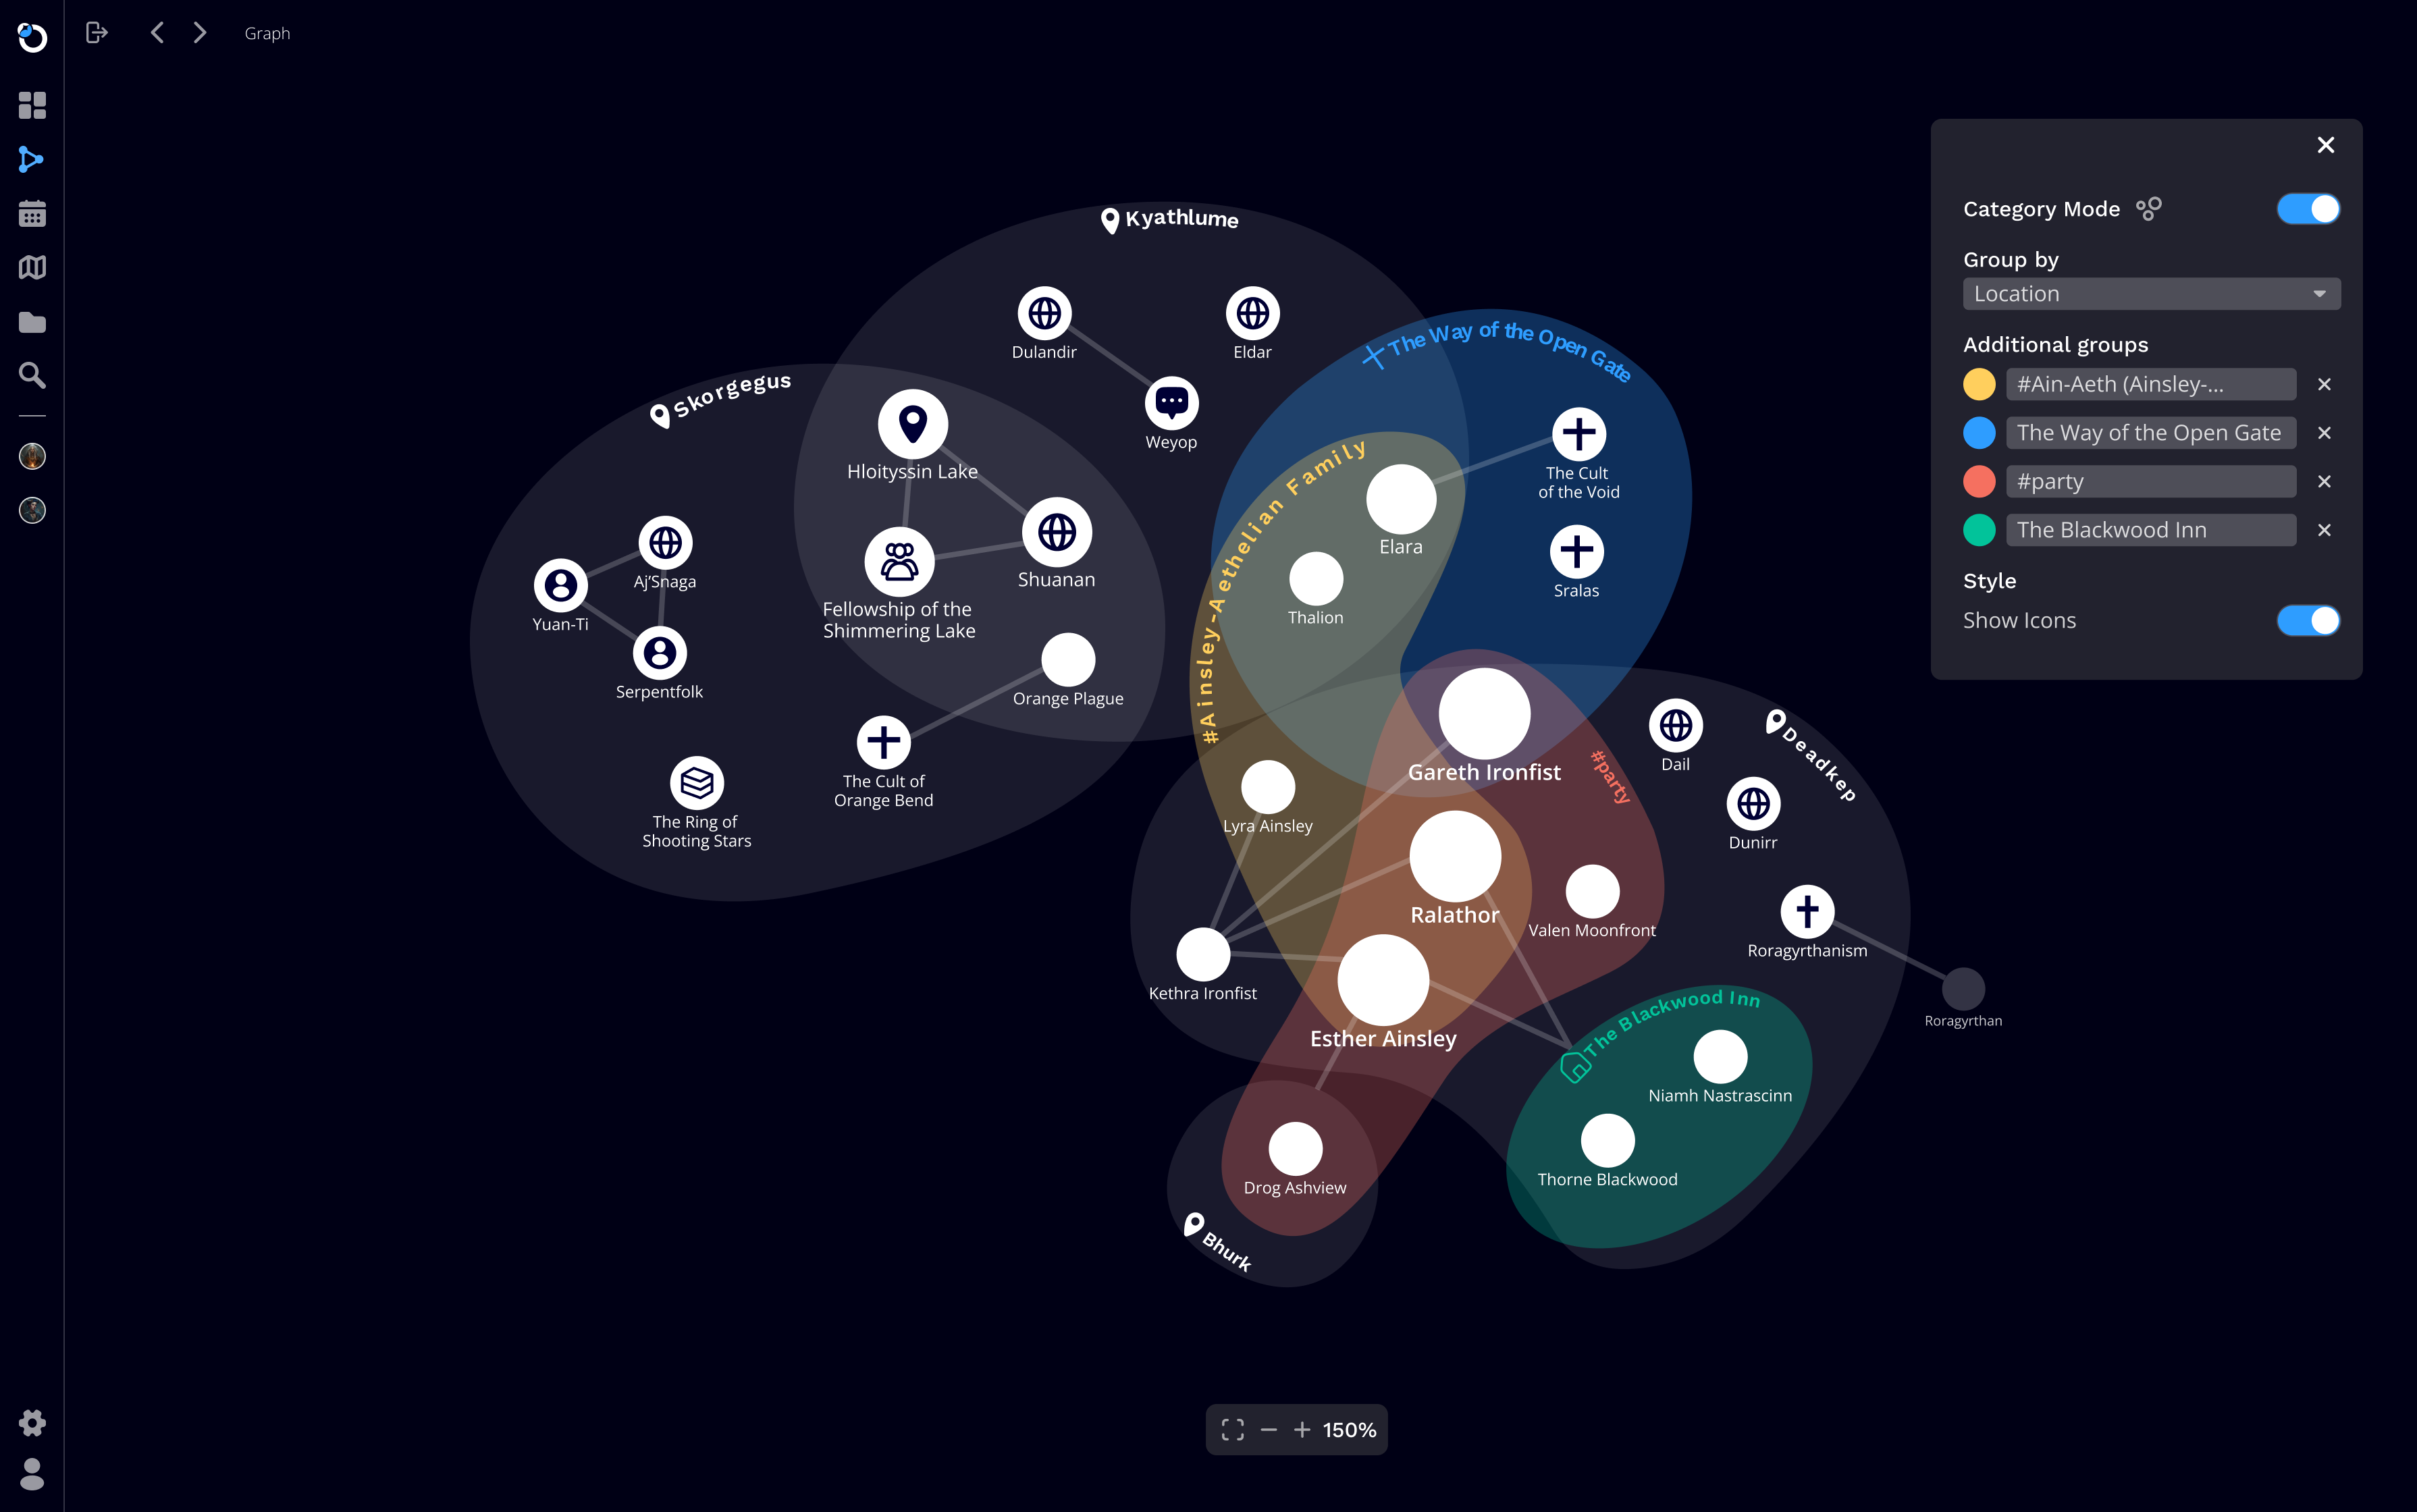 Graph
Kyathlume
Dulandir
Eldar
Weyop
Skorgegus
Hloityssin Lake
Shuanan
Fellowship of the
Shimmering Lake
Aj'Snaga
Yuan-Ti
Serpentfolk
Orange Plague
The Cult of
Orange Bend
The Ring of
Shooting Stars
The Way of the Open Gate
The Cult
of the Void
Sralas
#Ainsley-Aethelian Family
Elara
Thalion
Gareth Ironfist
#party
Dail
Deadkep
Dunirr
Lyra Ainsley
Ralathor
Valen Moonfront
Roragyrthanism
Roragyrthan
Kethra Ironfist
Esther Ainsley
The Blackwood Inn
Niamh Nastrascinn
Thorne Blackwood
Drog Ashview
Bhurk
Category Mode
Group by
Location
Additional groups
#Ain-Aeth (Ainsley-...
The Way of the Open Gate
#party
The Blackwood Inn
Style
Show Icons
150%